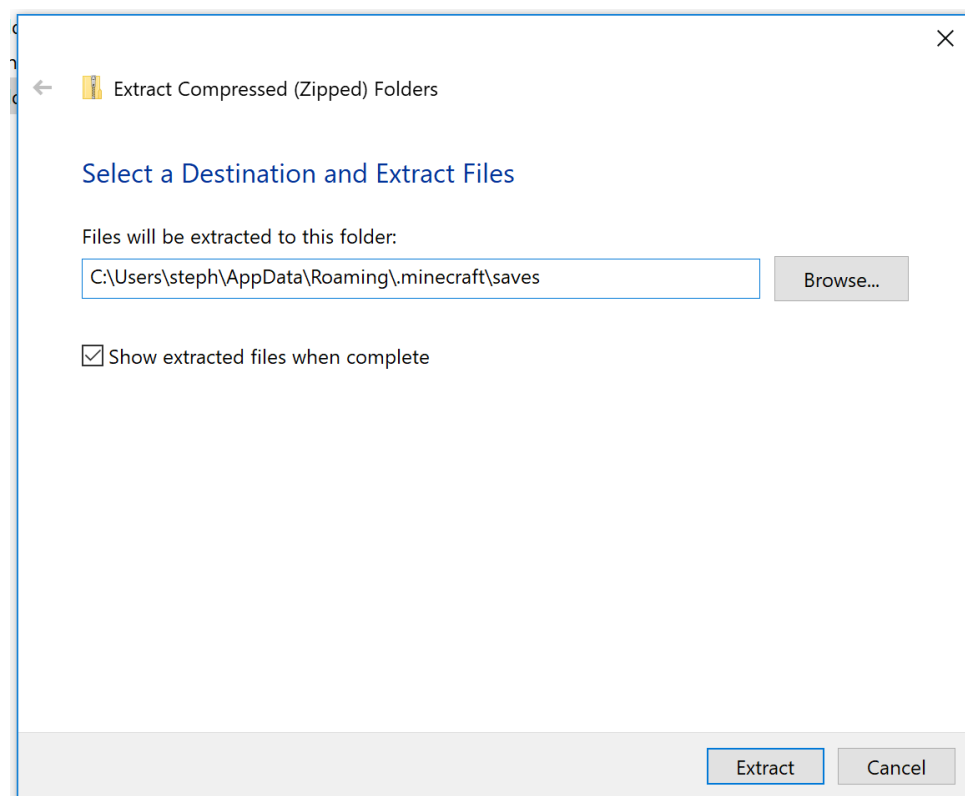 Extract Compressed (Zipped) Folders
Select a Destination and Extract Files
Files will be extracted to this folder:
C:\Users\steph\AppData\Roaming\.minecraft\saves
Browse...
Show extracted files when complete
Extract
Cancel